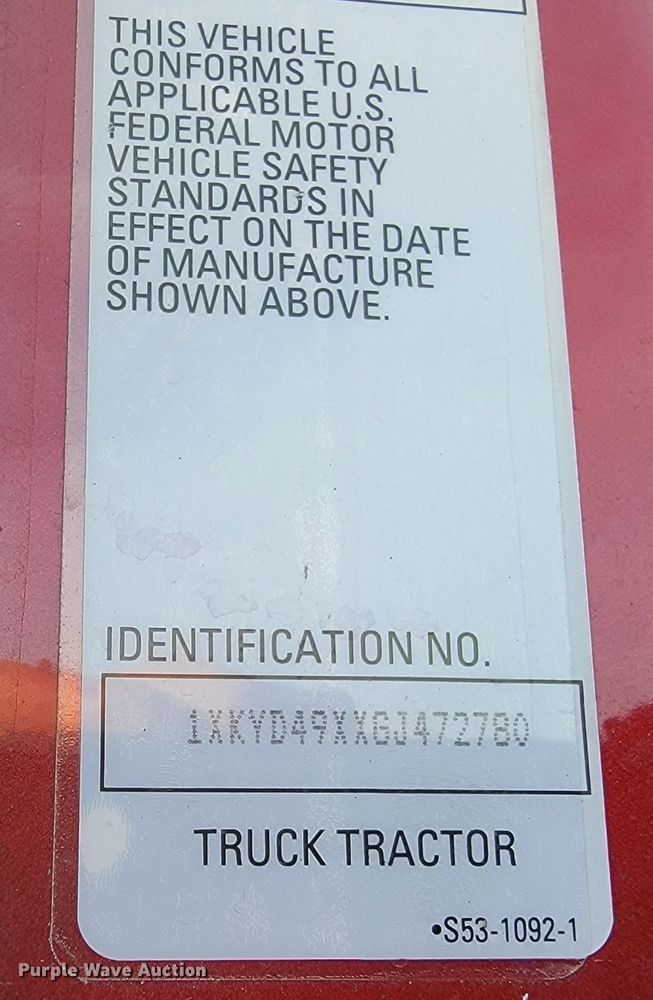 THIS VEHICLE
CONFORMS TO ALL
APPLICABLE U.S.
FEDERAL MOTOR
VEHICLE SAFETY
STANDARDS IN
EFFECT ON THE DATE
OF MANUFACTURE
SHOWN ABOVE.
IDENTIFICATION NO.
1XKYD49XXGJ472780
TRUCK TRACTOR
•S53-1092-1
Purple Wave Auction